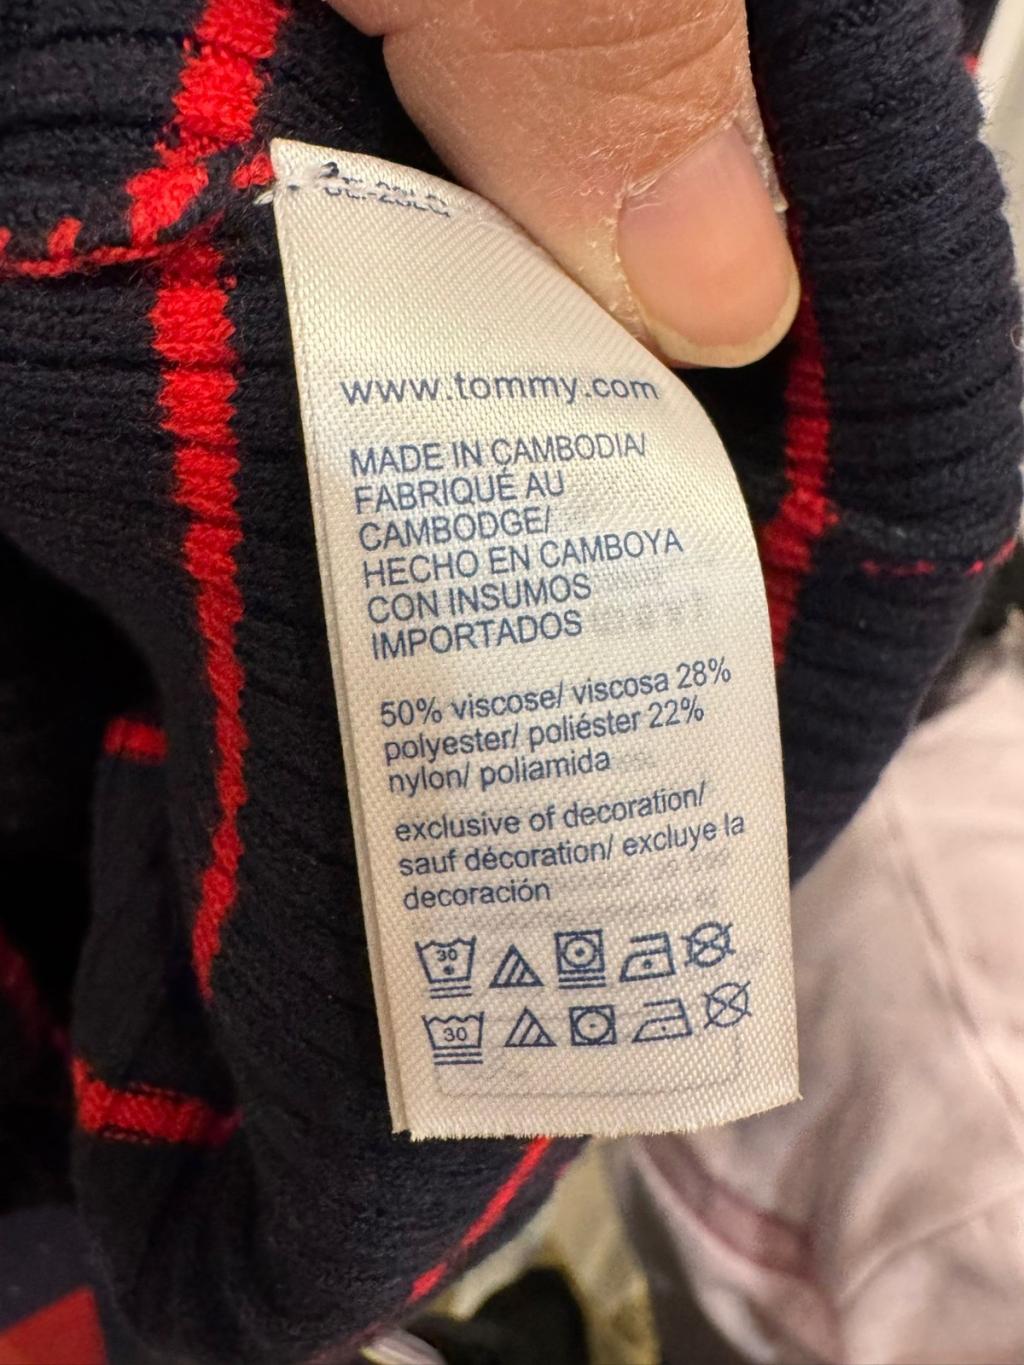 www.tommy.com
MADE IN CAMBODIA/
FABRIQUÉ AU
CAMBODGE/
HECHO EN CAMBOYA
CON INSUMOS
IMPORTADOS
50% viscose/ viscosa 28%
polyester/ poliéster 22%
nylon/ poliamida
exclusive of decoration/
sauf décoration/ excluye la
decoración
30
30